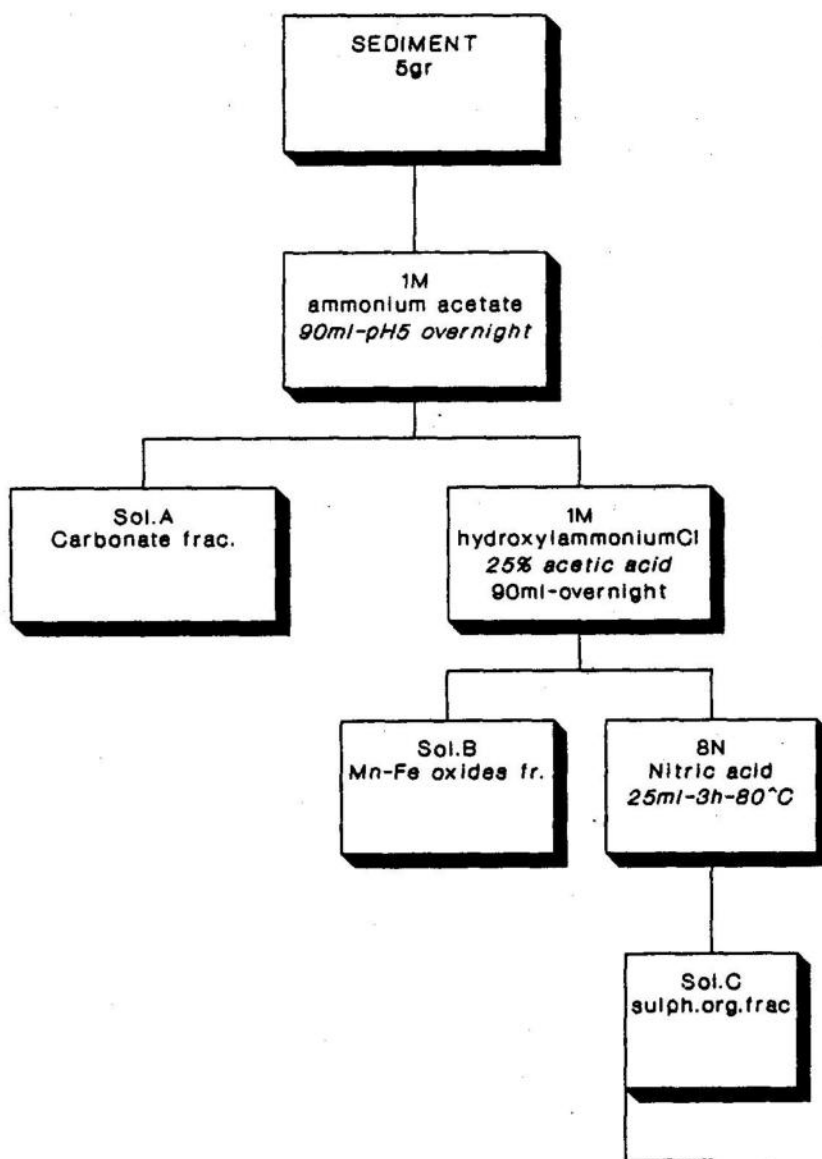 SEDIMENT
5gr
1M
ammonium acetate
90ml-pH5 overnight
Sol.A
Carbonate frac.
1M
hydroxylammoniumCl
25% acetic acid
90ml-overnight
Sol.B
Mn-Fe oxides fr.
8N
Nitric acid
25ml-3h-80^C
Sol.C
sulph.org.frac